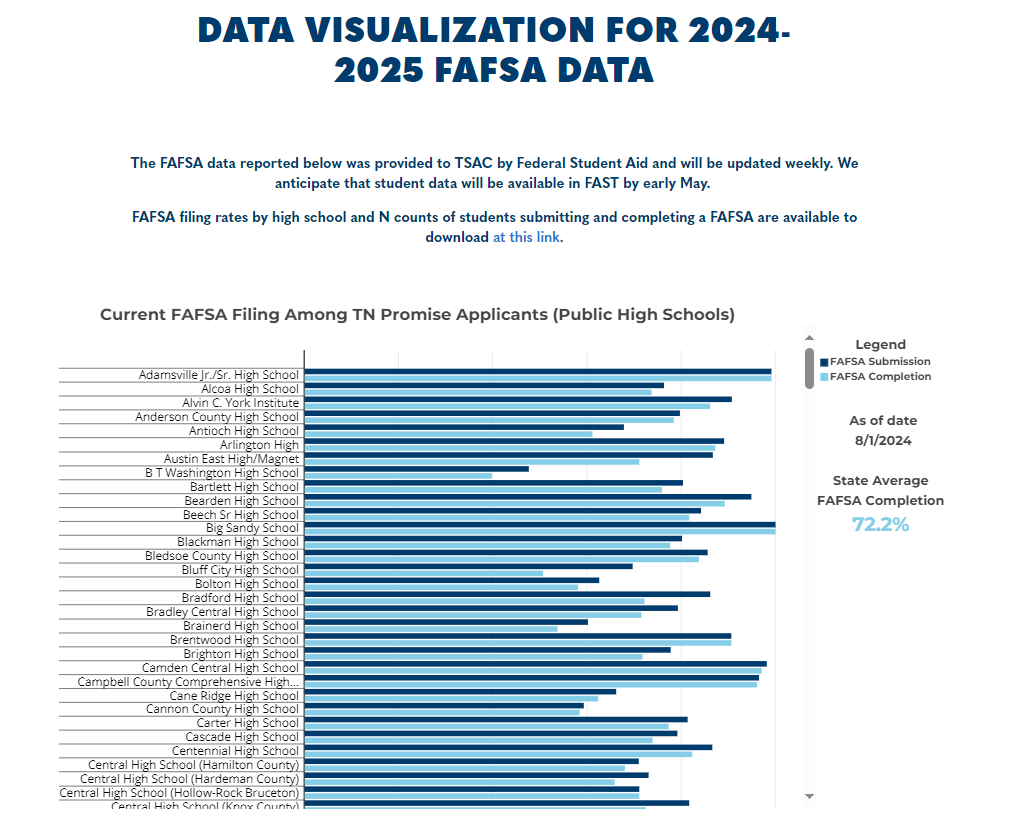 DATA VISUALIZATION FOR 2024-
2025 FAFSA DATA
The FAFSA data reported below was provided to TSAC by Federal Student Aid and will be updated weekly. We
anticipate that student data will be available in FAST by early May.
FAFSA filing rates by high school and N counts of students submitting and completing a FAFSA are available to
download at this link.
Current FAFSA Filing Among TN Promise Applicants (Public High Schools)
Adamsville Jr./Sr. High School
Alcoa High School
Alvin C. York Institute
Anderson County High School
Antioch High School
Arlington High
Austin East High/Magnet
B T Washington High School
Bartlett High School
Bearden High School
Beech Sr High School
Big Sandy School
Blackman High School
Bledsoe County High School
Bluff City High School
Bolton High School
Bradford High School
Bradley Central High School
Brainerd High School
Brentwood High School
Brighton High School
Camden Central High School
Campbell County Comprehensive High...
Cane Ridge High School
Cannon County High School
Carter High School
Cascade High School
Centennial High School
Central High School (Hamilton County)
Central High School (Hardeman County)
Central High School (Hollow-Rock Bruceton)
Central High School (Knox County)
Legend
FAFSA Submission
FAFSA Completion
As of date
8/1/2024
State Average
FAFSA Completion
72.2%